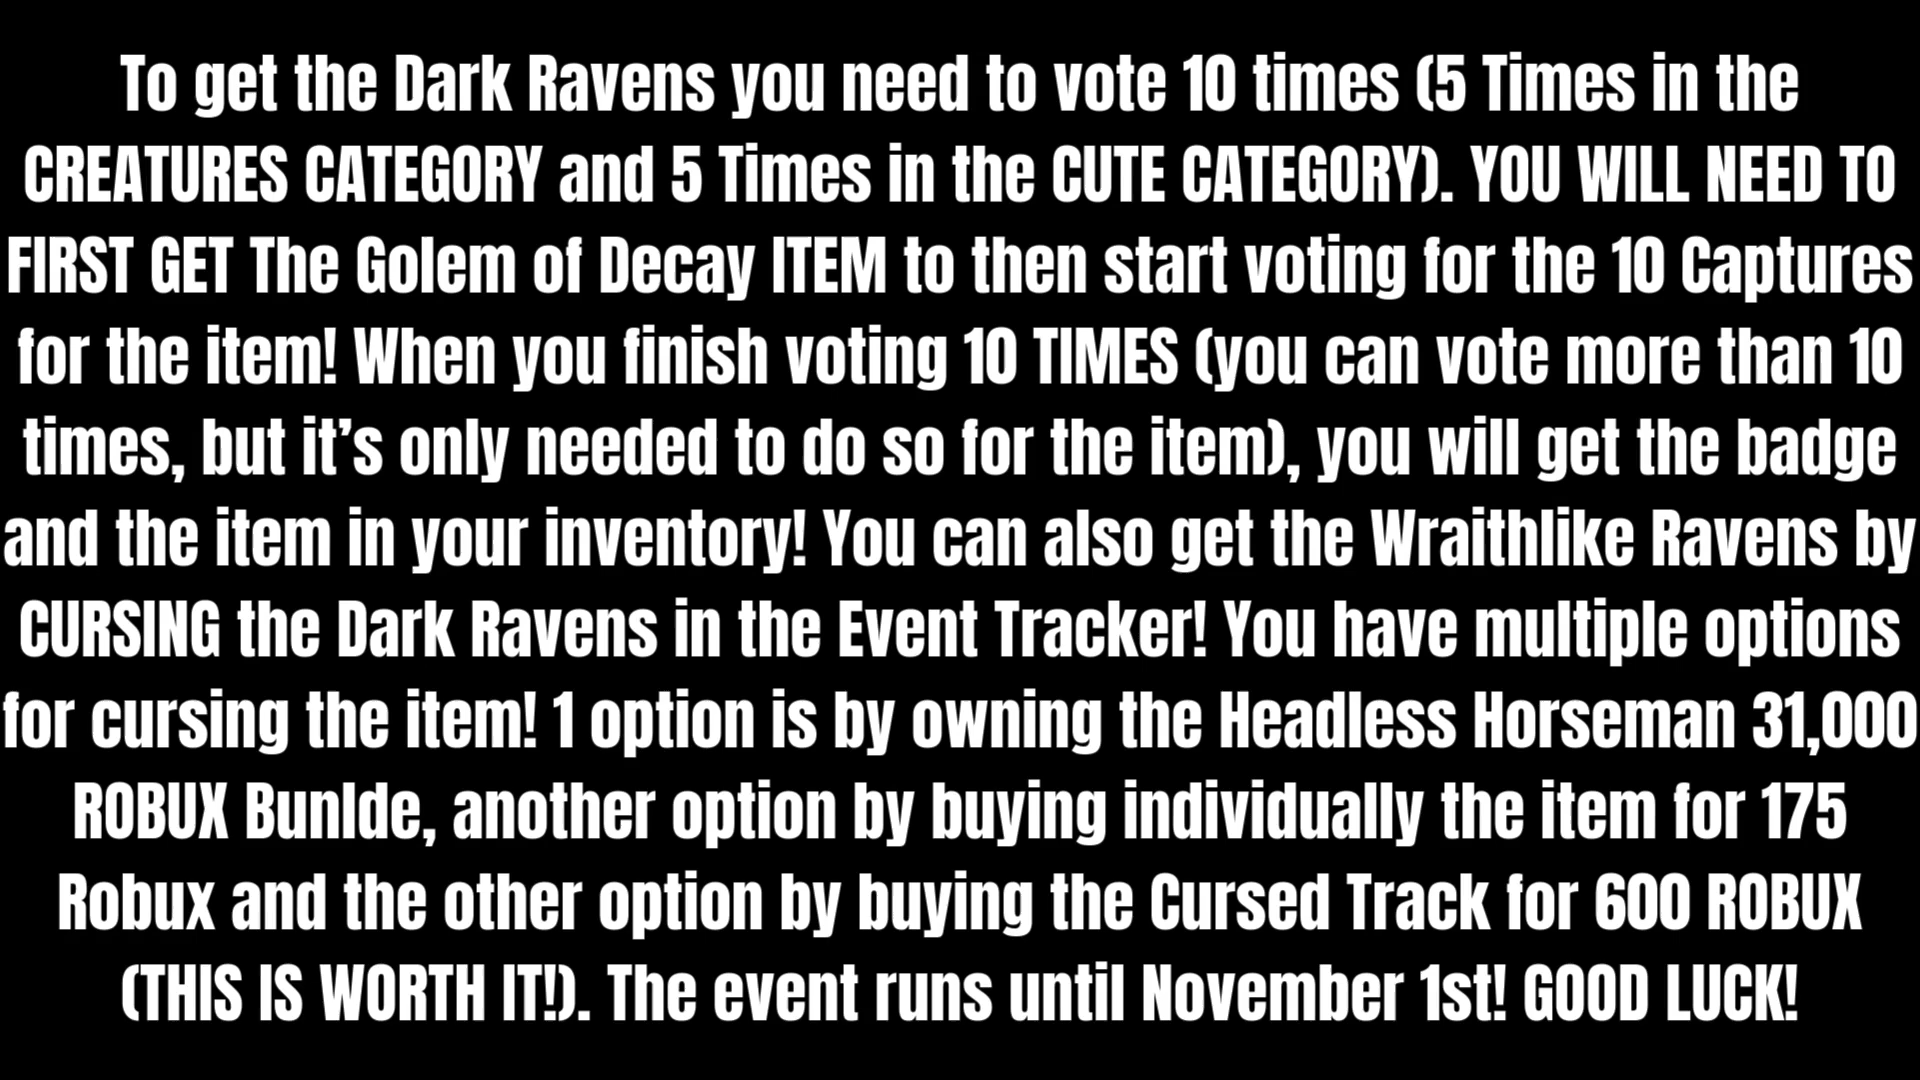 To get the Dark Ravens you need to vote 10 times (5 Times in the
CREATURES CATEGORY and 5 Times in the CUTE CATEGORY). YOU WILL NEED TO
FIRST GET The Golem of Decay ITEM to then start voting for the 10 Captures
for the item! When you finish voting 10 TIMES (you can vote more than 10
times, but it’s only needed to do so for the item), you will get the badge
and the item in your inventory! You can also get the Wraithlike Ravens by
CURSING the Dark Ravens in the Event Tracker! You have multiple options
for cursing the item! 1 option is by owning the Headless Horseman 31,000
ROBUX Bunlde, another option by buying individually the item for 175
Robux and the other option by buying the Cursed Track for 600 ROBUX
(THIS IS WORTH IT!). The event runs until November 1st! GOOD LUCK!